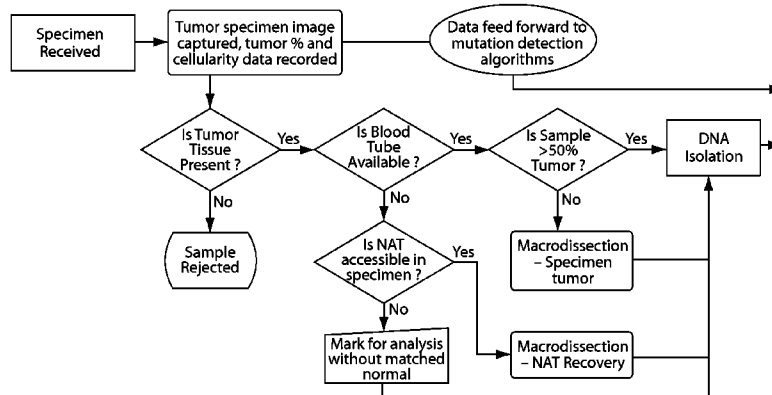 Specimen
Received
Tumor specimen image
captured, tumor % and
cellularity data recorded
Data feed forward to
mutation detection
algorithms
Is Tumor
Tissue
Present ?
Yes
Is Blood
Tube
Available ?
Yes
Is Sample
>50%
Tumor ?
Yes
DNA
Isolation
No
No
No
Sample
Rejected
Is NAT
accessible in
specimen ?
Yes
Macrodissection
– Specimen
tumor
No
Mark for analysis
without matched
normal
Macrodissection
– NAT Recovery